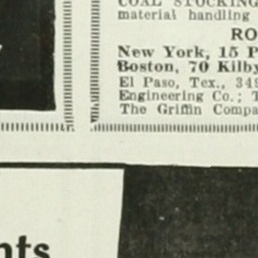 COAL STOCKING
material handling
RO
New York, 15 P
Boston, 70 Kilby
El Paso, Tex., 349
Engineering Co.; T
The Griffin Compa
nts